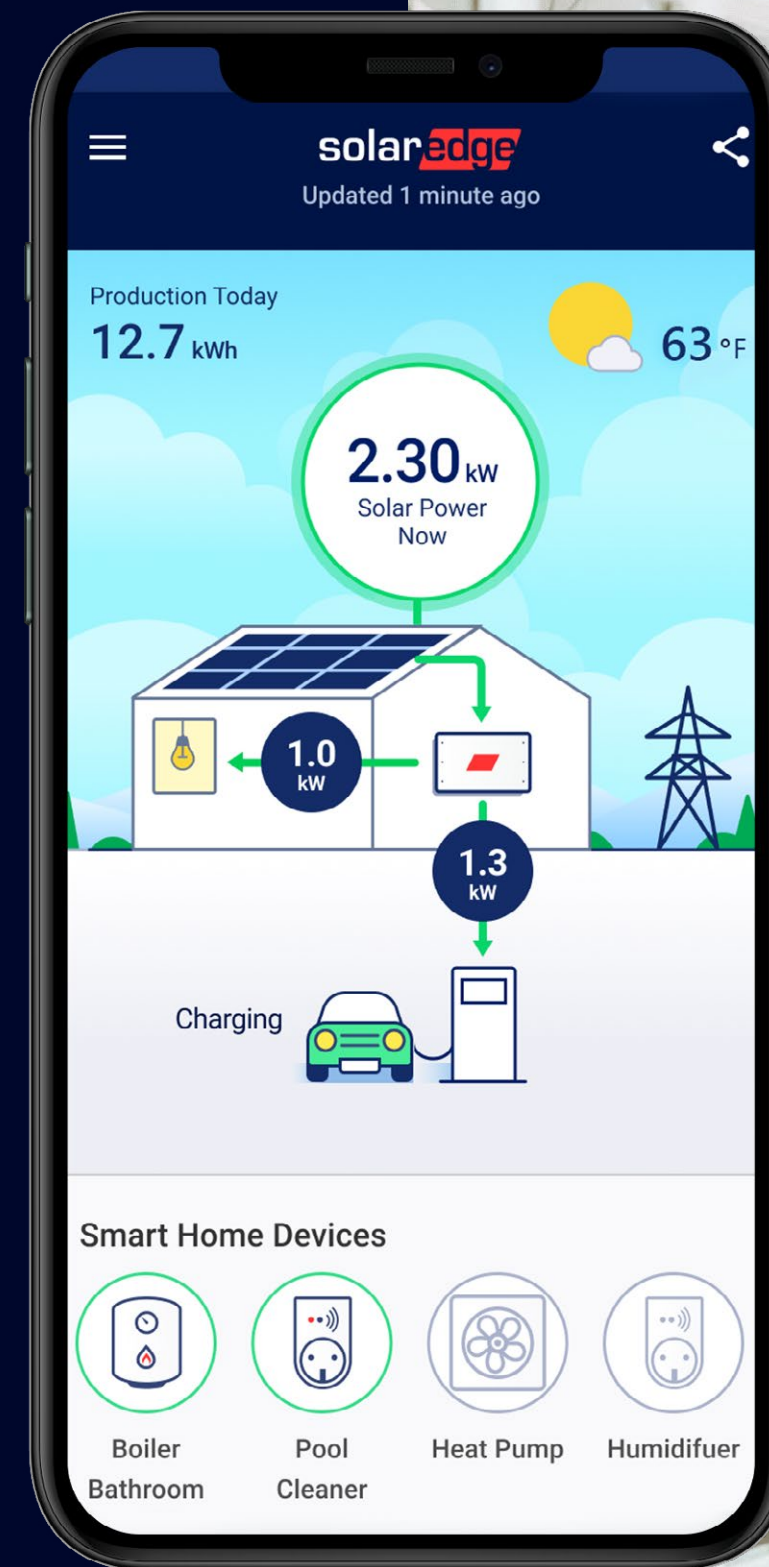 solaredge
Updated 1 minute ago
Production Today
12.7 kWh
63 °F
2.30 kW
Solar Power
Now
1.0
kW
1.3
kW
Charging
Smart Home Devices
Boiler
Bathroom
Pool
Cleaner
Heat Pump
Humidifuer